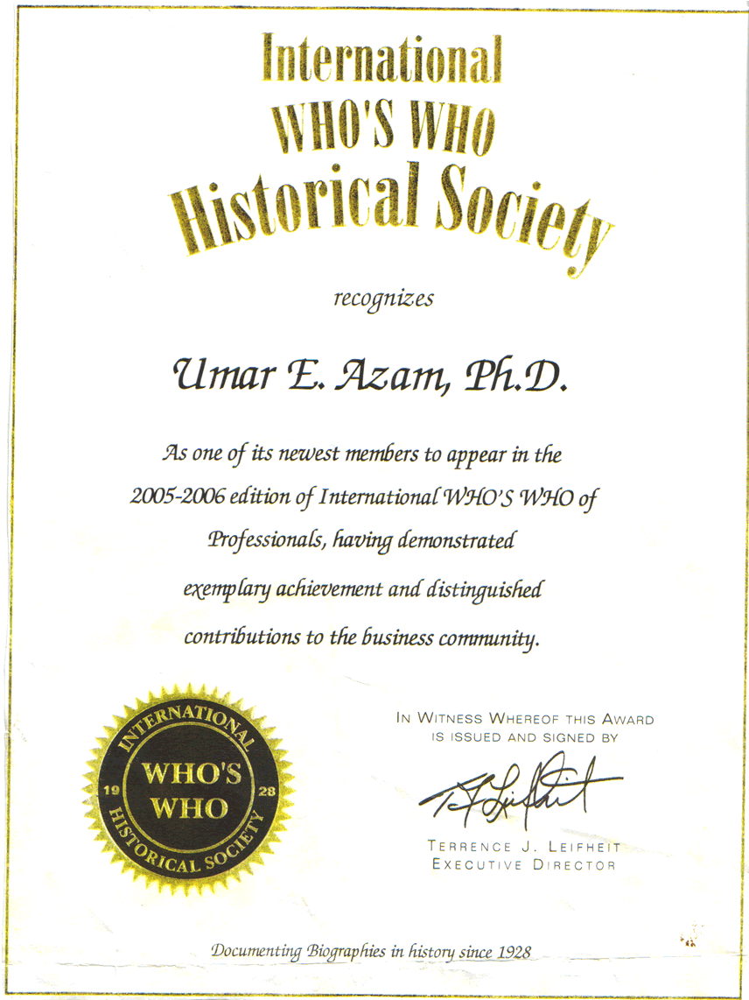 International
WHO'S WHO
Historical Society
recognizes
Umar E. Azam, Ph.D.
As one of its newest members to appear in the
2005-2006 edition of International WHO'S WHO of
Professionals, having demonstrated
exemplary achievement and distinguished
contributions to the business community.
INTERNATIONAL
WHO'S
19 28
WHO
HISTORICAL SOCIETY
IN WITNESS WHEREOF THIS AWARD
IS ISSUED AND SIGNED BY
TERRENCE J. LEIFHEIT
EXECUTIVE DIRECTOR
Documenting Biographies in history since 1928